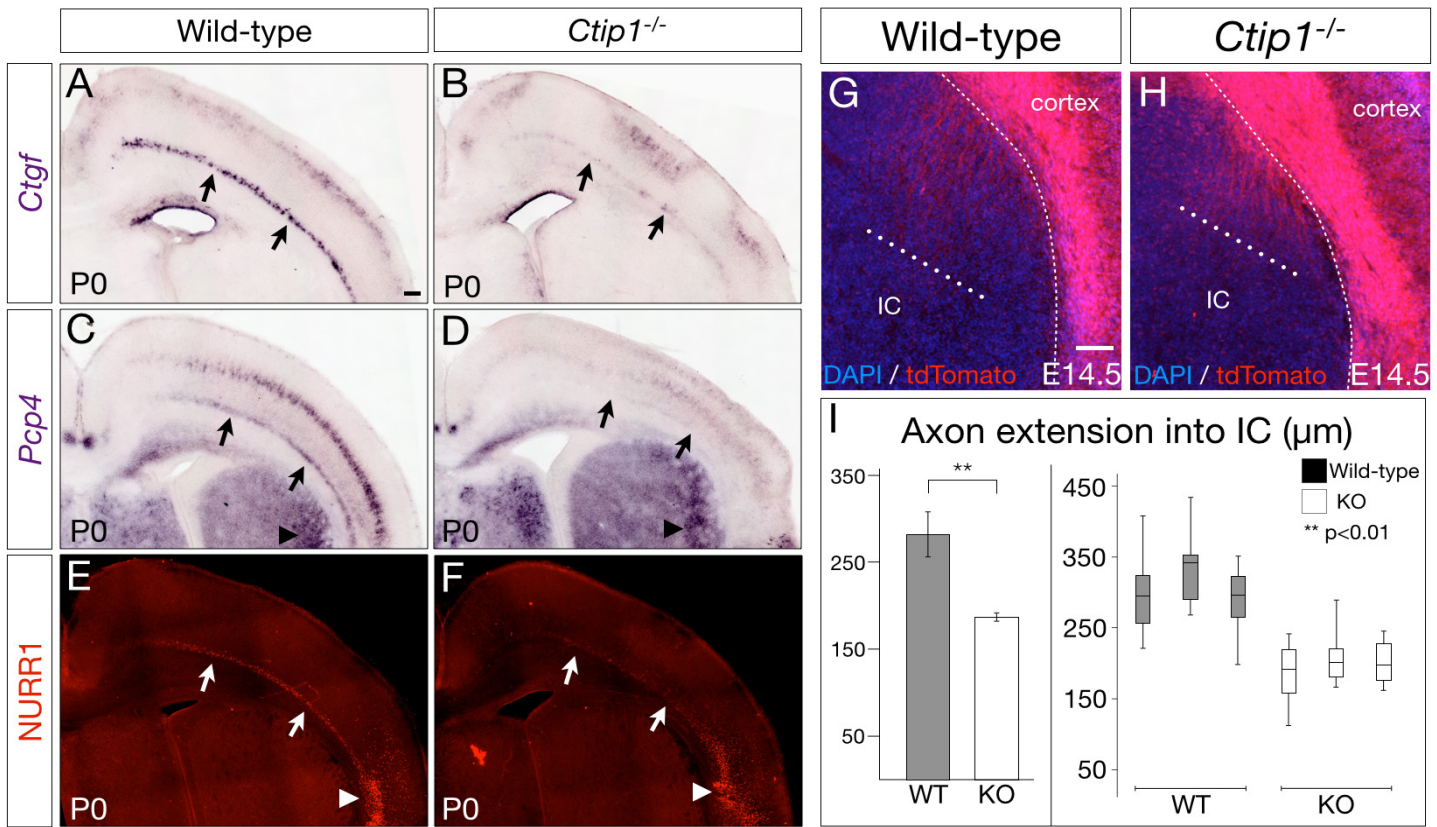 Wild-type
Ctip1-/-
Wild-type
Ctip1-/-
Ctgf
A
P0
B
P0
G
cortex
IC
DAPI / tdTomato
E14.5
H
cortex
IC
DAPI / tdTomato
E14.5
Pcp4
C
P0
D
P0
NURR1
E
P0
F
P0
I
Axon extension into IC (μm)
350
250
150
50
**
WT
KO
450
350
250
150
50
Wild-type
KO
** p<0.01
WT
KO